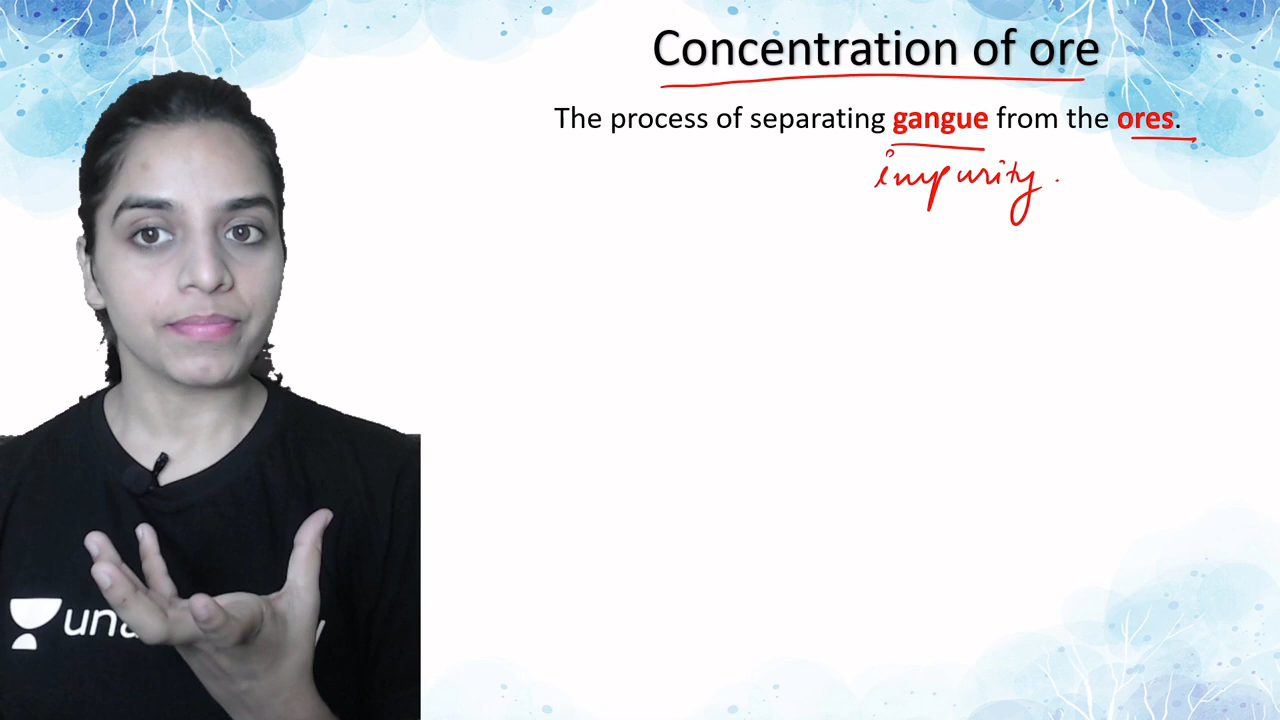 Concentration of ore
The process of separating gangue from the ores.
impurity.